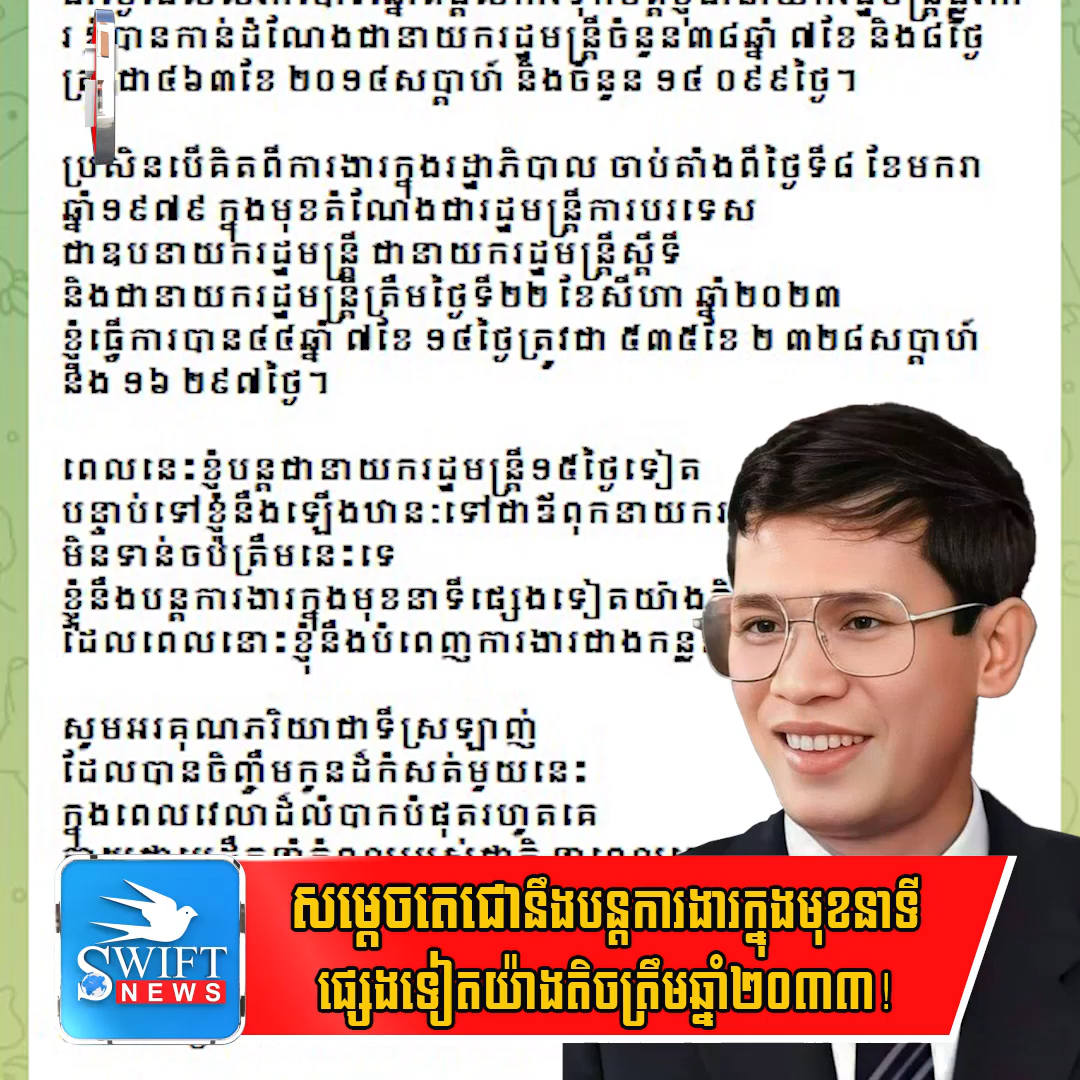 បានកាន់ដំណែងជានាយករដ្ឋមន្ត្រីចំនួន៣៨ឆ្នាំ ៧ខែ និង៨ថ្ងៃ
ជា៤៦៣ខែ ២០១៤សប្តាហ៍ និងចំនួន ១៤ ០៩៩ថ្ងៃ។
ប្រសិនបើគិតពីការងារក្នុងរដ្ឋាភិបាល ចាប់តាំងពីថ្ងៃទី៨ ខែមករា
ឆ្នាំ១៩៧៩ ក្នុងមុខតំណែងជារដ្ឋមន្ត្រីការបរទេស
ជាឧបនាយករដ្ឋមន្ត្រី ជានាយករដ្ឋមន្ត្រីស្តីទី
និងជានាយករដ្ឋមន្ត្រីត្រឹមថ្ងៃទី២២ ខែសីហា ឆ្នាំ២០២៣
ខ្ញុំធ្វើការបាន៤៤ឆ្នាំ ៧ខែ ១៤ថ្ងៃត្រូវជា ៥៣៥ខែ ២ ៣២៨សប្តាហ៍
និង ១៦ ២៩៧ថ្ងៃ។
ពេលនេះខ្ញុំបន្តជានាយករដ្ឋមន្ត្រី១៥ថ្ងៃទៀត
បន្ទាប់ទៅខ្ញុំនឹងឡើងឋានៈទៅជាឪពុកនាយក
មិនទាន់ចប់ត្រឹមនេះទេ
ខ្ញុំនឹងបន្តការងារក្នុងមុខនាទីផ្សេងទៀតយ៉ាង
ដែលពេលនោះខ្ញុំនឹងបំពេញការងារជាង
សូមអរគុណភរិយាជាទីស្រឡាញ់
ដែលបានចិញ្ចឹមកូនដ៏កំសត់មួយនេះ
ក្នុងពេលវេលាដ៏លំបាកបំផុតរហូតគេ
សម្តេចតេជោនឹងបន្តការងារក្នុងមុខនាទី
ផ្សេងទៀតយ៉ាងតិចត្រឹមឆ្នាំ២០៣៣!
SWIFT
NEWS